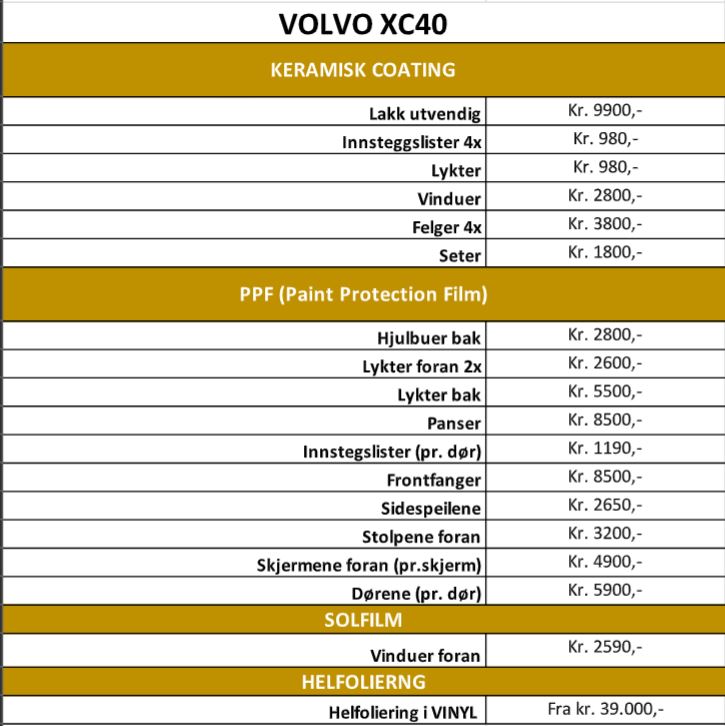 VOLVO XC40
KERAMISK COATING
Lakk utvendig Kr. 9900,-
Innsteggslister 4x Kr. 980,-
Lykter Kr. 980,-
Vinduer Kr. 2800,-
Felger 4x Kr. 3800,-
Seter Kr. 1800,-
PPF (Paint Protection Film)
Hjulbuer bak Kr. 2800,-
Lykter foran 2x Kr. 2600,-
Lykter bak Kr. 5500,-
Panser Kr. 8500,-
Innstegslister (pr. dør) Kr. 1190,-
Frontfanger Kr. 8500,-
Sidespeilene Kr. 2650,-
Stolpene foran Kr. 3200,-
Skjermene foran (pr.skjerm) Kr. 4900,-
Dørene (pr. dør) Kr. 5900,-
SOLFILM
Vinduer foran Kr. 2590,-
HELFOLIERNG
Helfoliering i VINYL Fra kr. 39.000,-